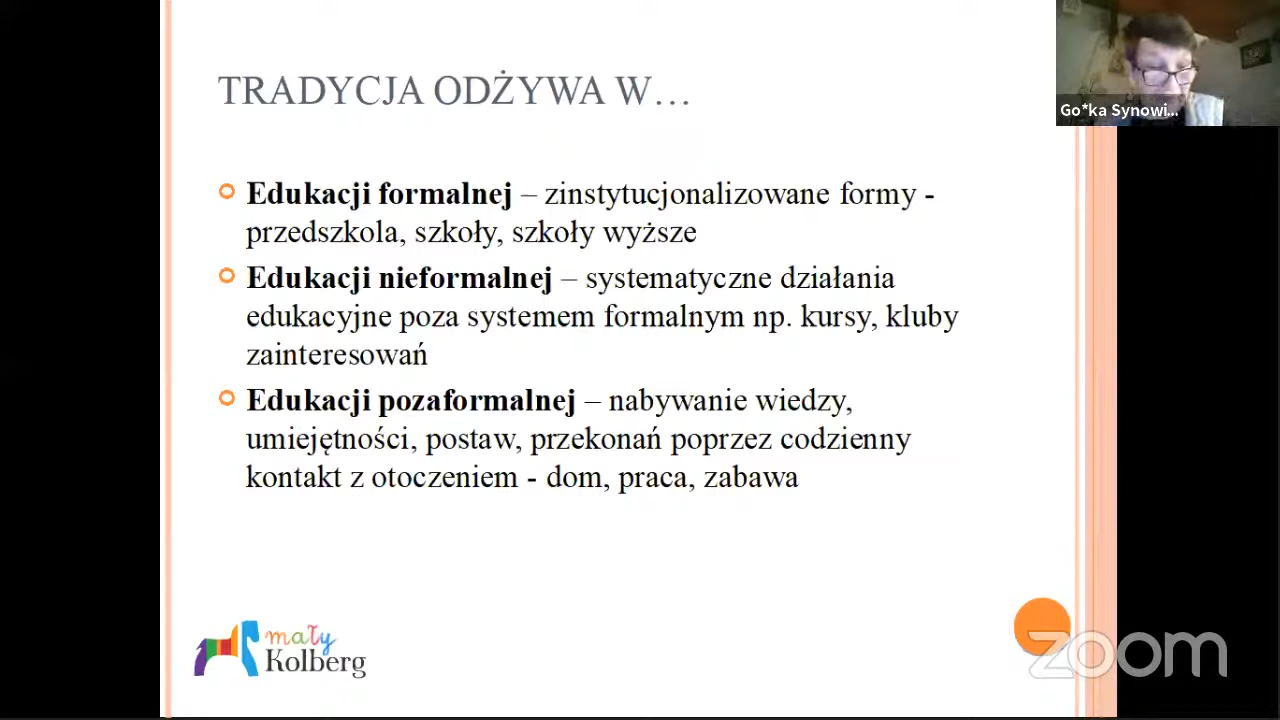 TRADYCJA ODŻYWA W…
Go*ka Synowi...
Edukacji formalnej – zinstytucjonalizowane formy -
przedszkola, szkoły, szkoły wyższe
Edukacji nieformalnej – systematyczne działania
edukacyjne poza systemem formalnym np. kursy, kluby
zainteresowań
Edukacji pozaformalnej – nabywanie wiedzy,
umiejętności, postaw, przekonań poprzez codzienny
kontakt z otoczeniem - dom, praca, zabawa
mały
Kolberg
zoom